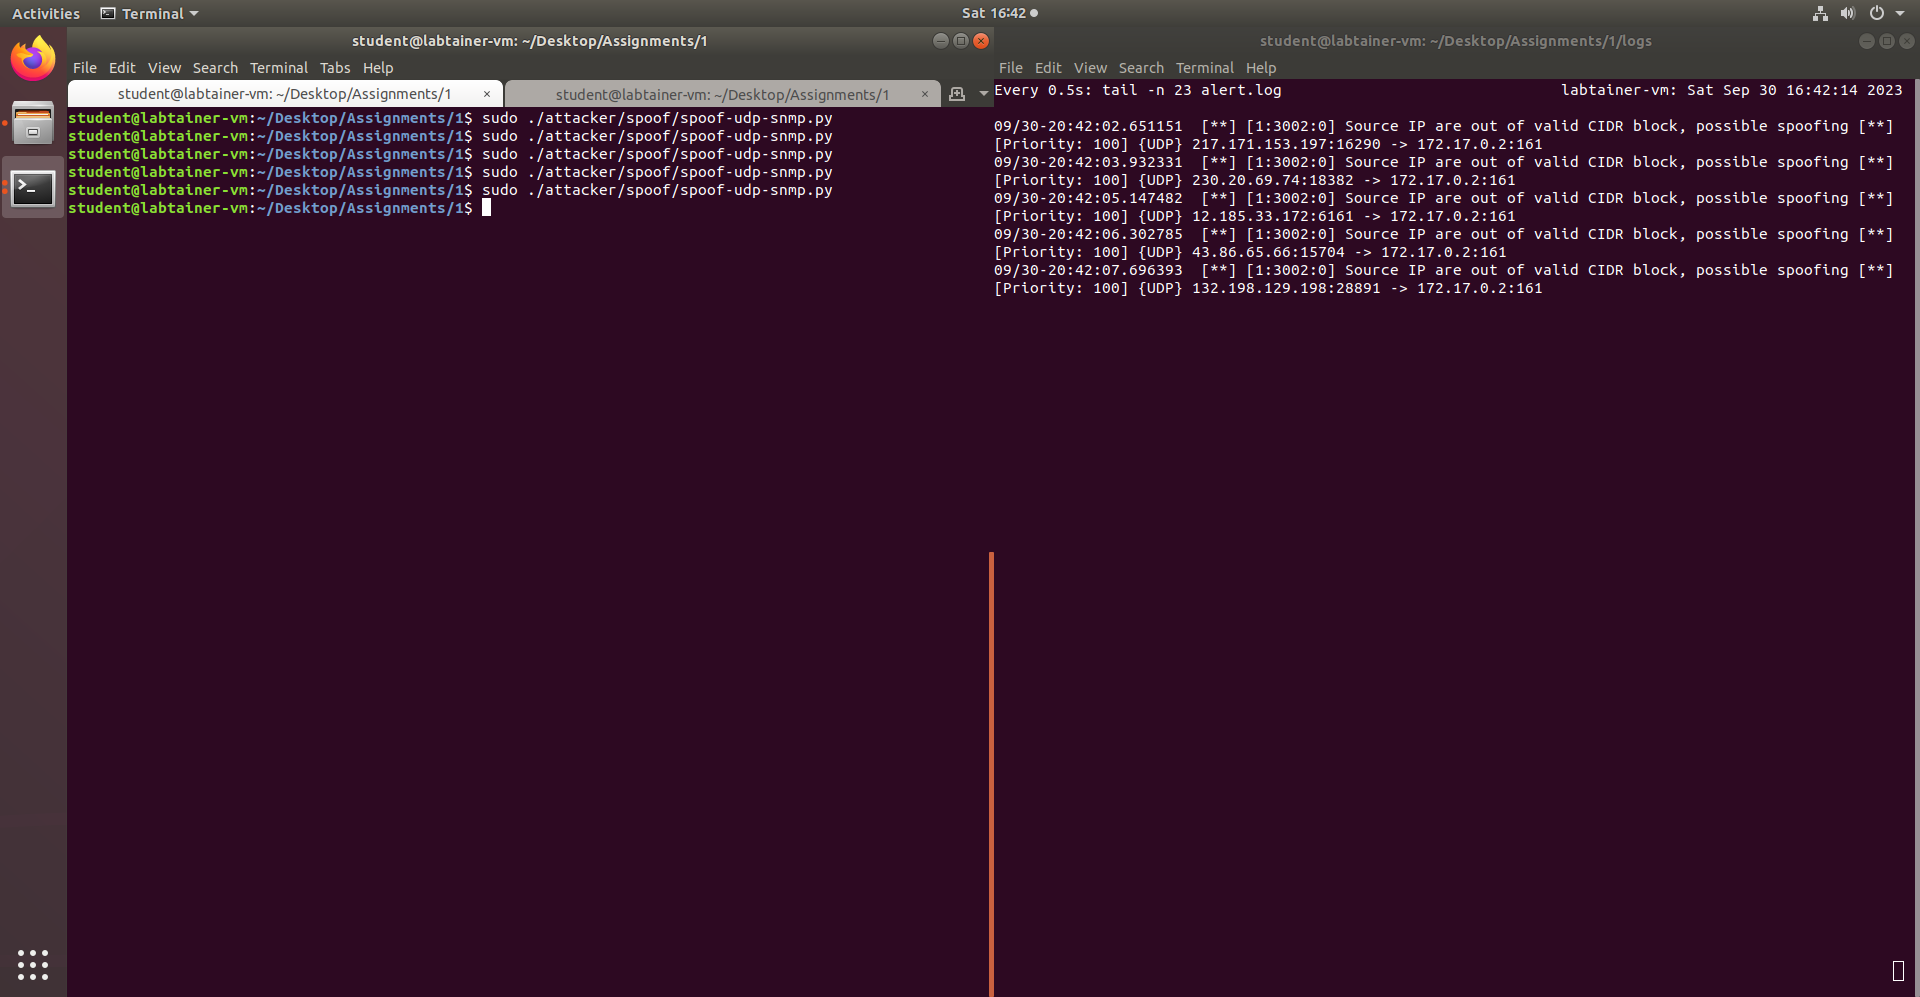 Activities Terminal Sat 16:42
student@labtainer-vm: ~/Desktop/Assignments/1
File Edit View Search Terminal Tabs Help
student@labtainer-vm: ~/Desktop/Assignments/1 × student@labtainer-vm: ~/Desktop/Assignments/1 ×
student@labtainer-vm:~/Desktop/Assignments/1$ sudo ./attacker/spoof/spoof-udp-snmp.py
student@labtainer-vm:~/Desktop/Assignments/1$ sudo ./attacker/spoof/spoof-udp-snmp.py
student@labtainer-vm:~/Desktop/Assignments/1$ sudo ./attacker/spoof/spoof-udp-snmp.py
student@labtainer-vm:~/Desktop/Assignments/1$ sudo ./attacker/spoof/spoof-udp-snmp.py
student@labtainer-vm:~/Desktop/Assignments/1$ sudo ./attacker/spoof/spoof-udp-snmp.py
student@labtainer-vm:~/Desktop/Assignments/1$
student@labtainer-vm: ~/Desktop/Assignments/1/logs
File Edit View Search Terminal Help
Every 0.5s: tail -n 23 alert.log labtainer-vm: Sat Sep 30 16:42:14 2023
09/30-20:42:02.651151 [**] [1:3002:0] Source IP are out of valid CIDR block, possible spoofing [**]
[Priority: 100] {UDP} 217.171.153.197:16290 -> 172.17.0.2:161
09/30-20:42:03.932331 [**] [1:3002:0] Source IP are out of valid CIDR block, possible spoofing [**]
[Priority: 100] {UDP} 230.20.69.74:18382 -> 172.17.0.2:161
09/30-20:42:05.147482 [**] [1:3002:0] Source IP are out of valid CIDR block, possible spoofing [**]
[Priority: 100] {UDP} 12.185.33.172:6161 -> 172.17.0.2:161
09/30-20:42:06.302785 [**] [1:3002:0] Source IP are out of valid CIDR block, possible spoofing [**]
[Priority: 100] {UDP} 43.86.65.66:15704 -> 172.17.0.2:161
09/30-20:42:07.696393 [**] [1:3002:0] Source IP are out of valid CIDR block, possible spoofing [**]
[Priority: 100] {UDP} 132.198.129.198:28891 -> 172.17.0.2:161